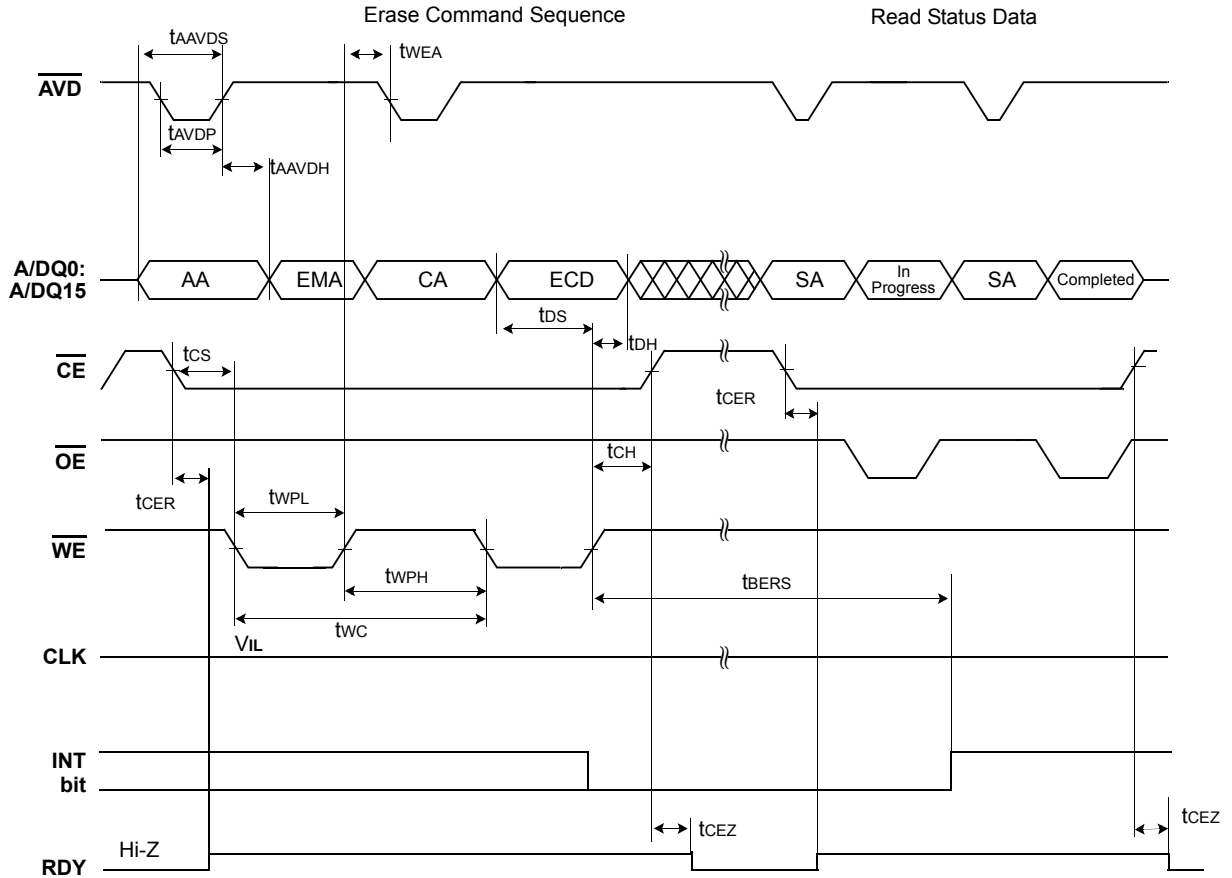 Erase Command Sequence
Read Status Data
tAAVDS
tWEA
AVD
tAVDP
tAAVDH
A/DQ0:
A/DQ15
AA
EMA
CA
ECD
SA
In
Progress
SA
Completed
tDS
tDH
tCS
CE
tCER
OE
tCH
tCER
tWPL
WE
tWPH
tBERS
tWC
VIL
CLK
INT
bit
tCEZ
tCEZ
Hi-Z
RDY